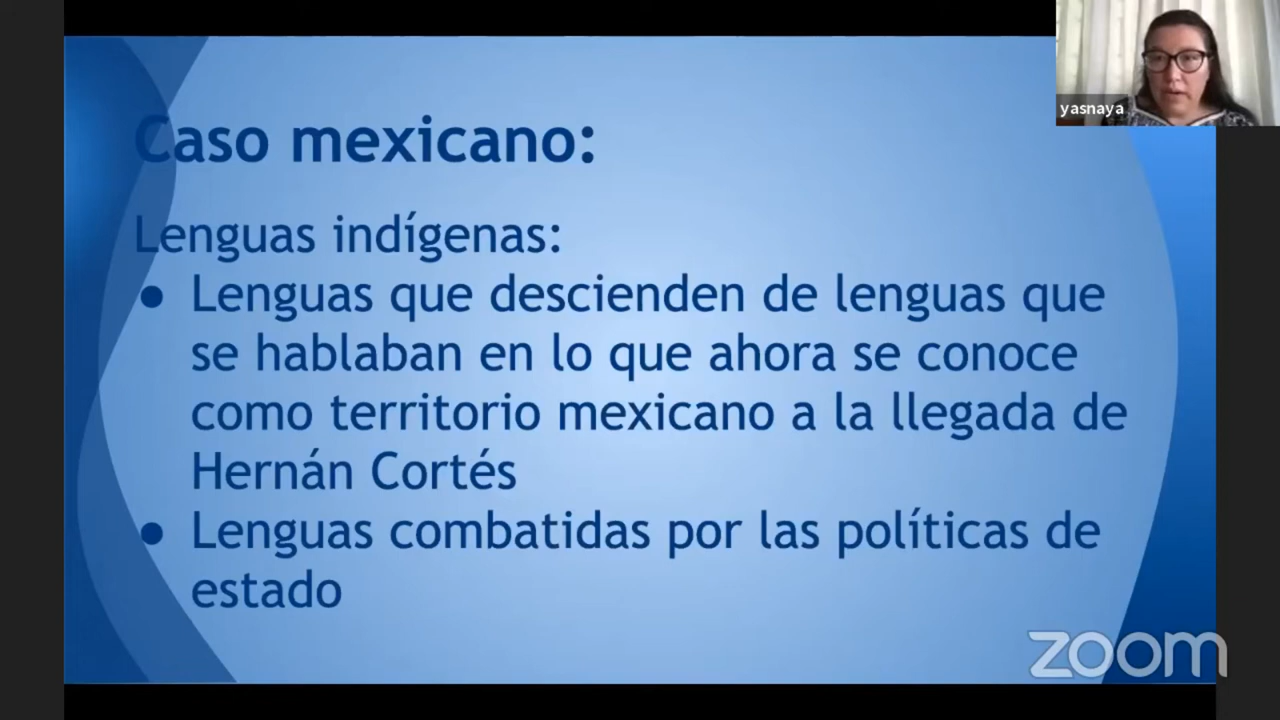 yasnaya
Caso mexicano:
Lenguas indígenas:
● Lenguas que descienden de lenguas que
se hablaban en lo que ahora se conoce
como territorio mexicano a la llegada de
Hernán Cortés
● Lenguas combatidas por las políticas de
estado
zoom